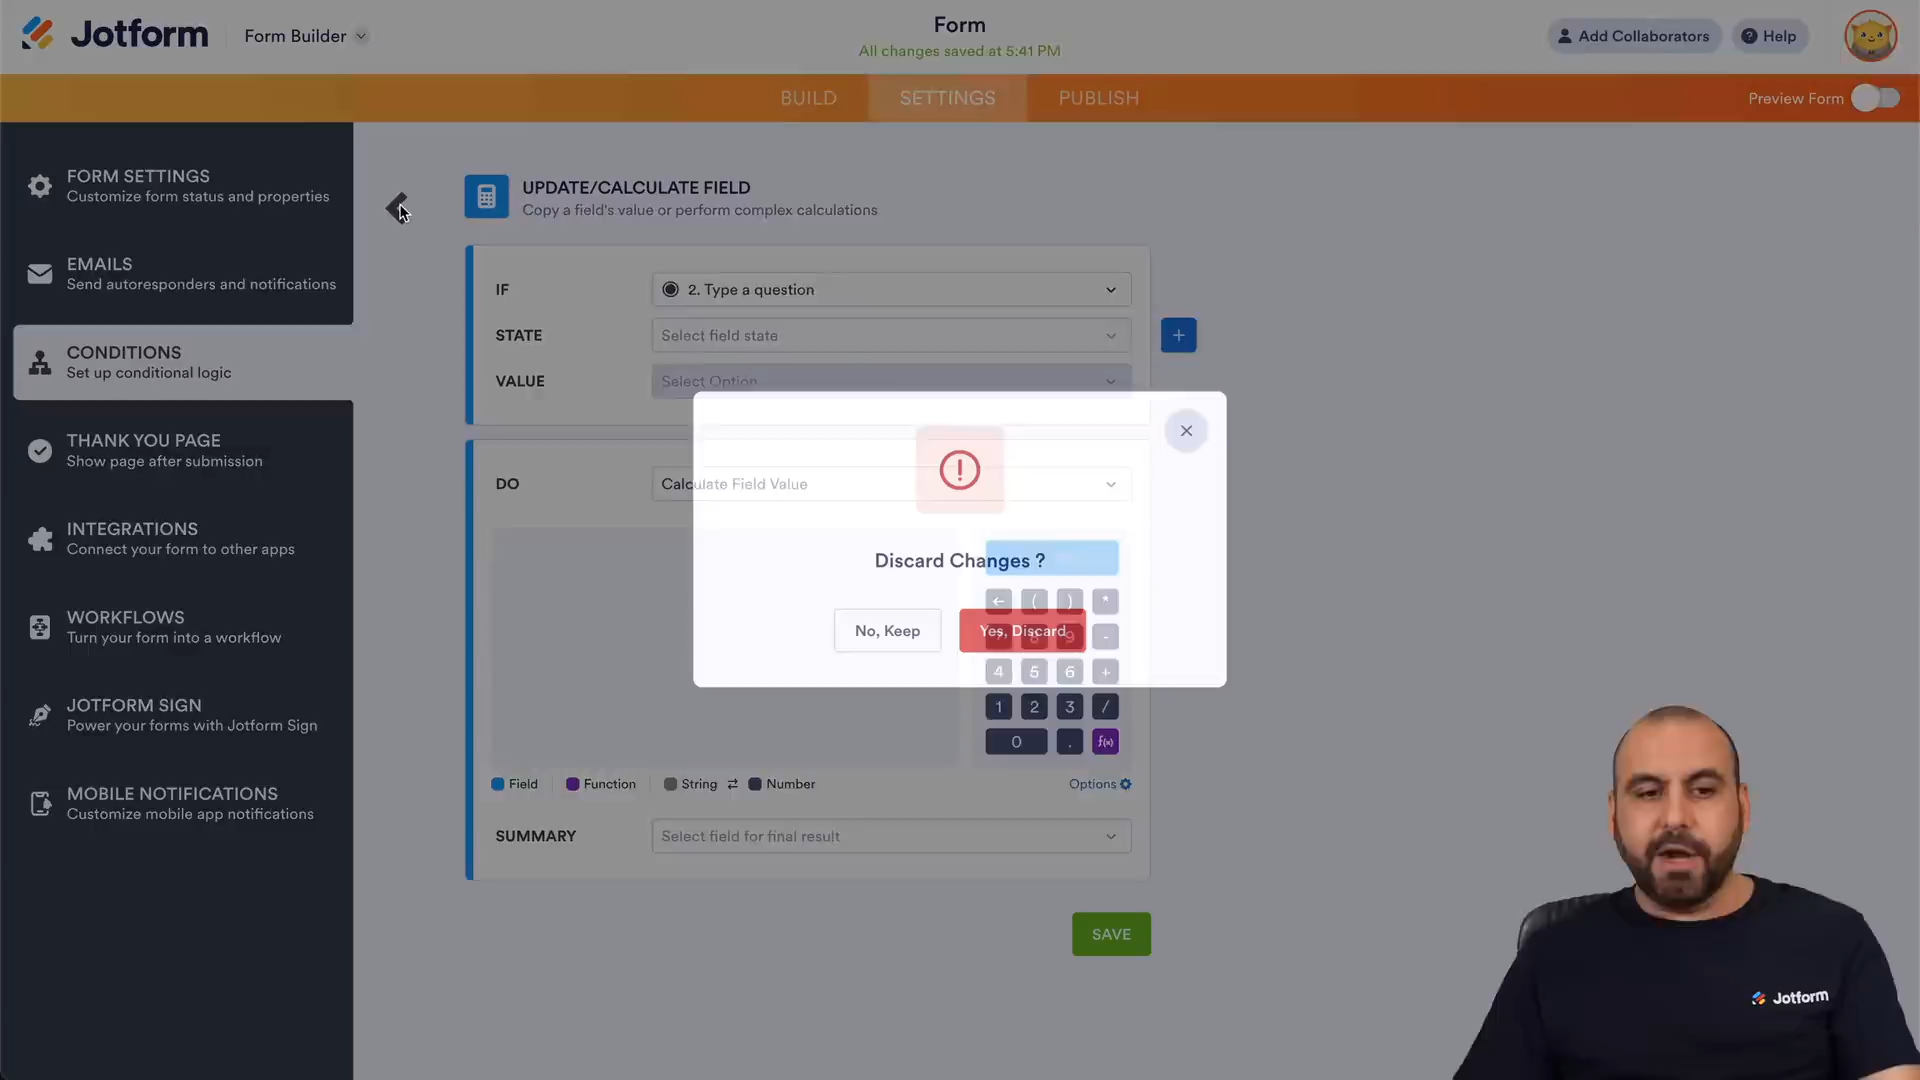 Jotform
Form Builder
Form
All changes saved at 5:41 PM
Add Collaborators
Help
BUILD
SETTINGS
PUBLISH
Preview Form
FORM SETTINGS
Customize form status and properties
EMAILS
Send autoresponders and notifications
CONDITIONS
Set up conditional logic
THANK YOU PAGE
Show page after submission
INTEGRATIONS
Connect your form to other apps
WORKFLOWS
Turn your form into a workflow
JOTFORM SIGN
Power your forms with Jotform Sign
MOBILE NOTIFICATIONS
Customize mobile app notifications
UPDATE/CALCULATE FIELD
Copy a field's value or perform complex calculations
IF
2. Type a question
STATE
Select field state
+
VALUE
Select Option
DO
Calculate Field Value
Discard Changes ?
No, Keep
Yes, Discard
← ( ) *
9 -
4 5 6 +
1 2 3 /
0 . f(x)
Field
Function
String ⇄ Number
Options
SUMMARY
Select field for final result
SAVE
Jotform